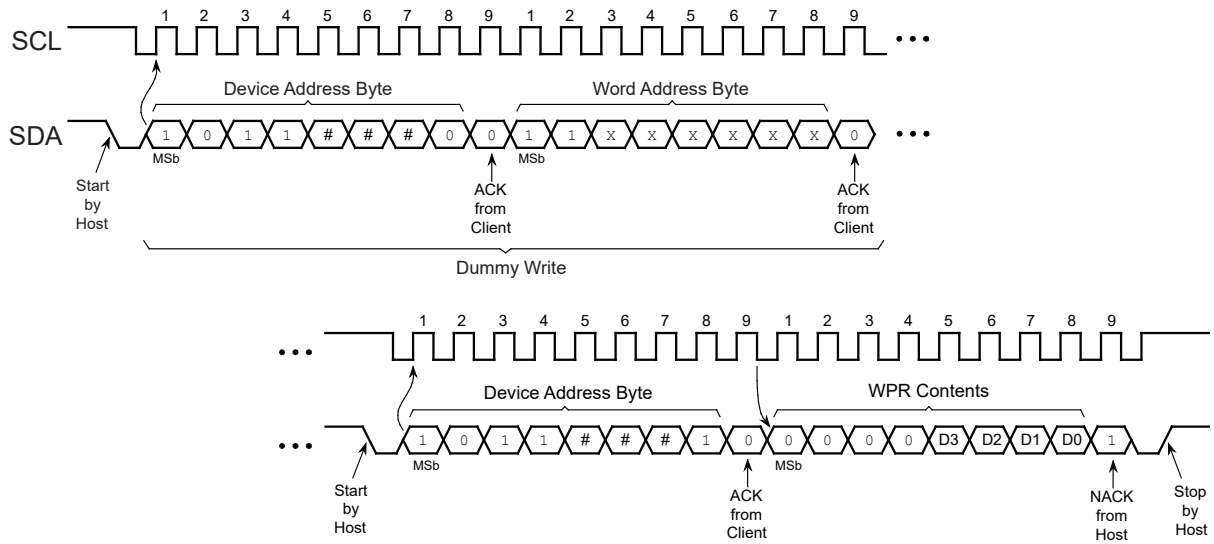 SCL 1 2 3 4 5 6 7 8 9 1 2 3 4 5 6 7 8 9
Device Address Byte Word Address Byte
SDA 1 0 1 1 # # # 0 0 1 1 X X X X X X 0
MSb MSb
Start by Host
ACK from Client
ACK from Client
Dummy Write
1 2 3 4 5 6 7 8 9 1 2 3 4 5 6 7 8 9
Device Address Byte WPR Contents
1 0 1 1 # # # 1 0 0 0 0 0 D3 D2 D1 D0 1
MSb MSb
Start by Host
ACK from Client
NACK from Host
Stop by Host